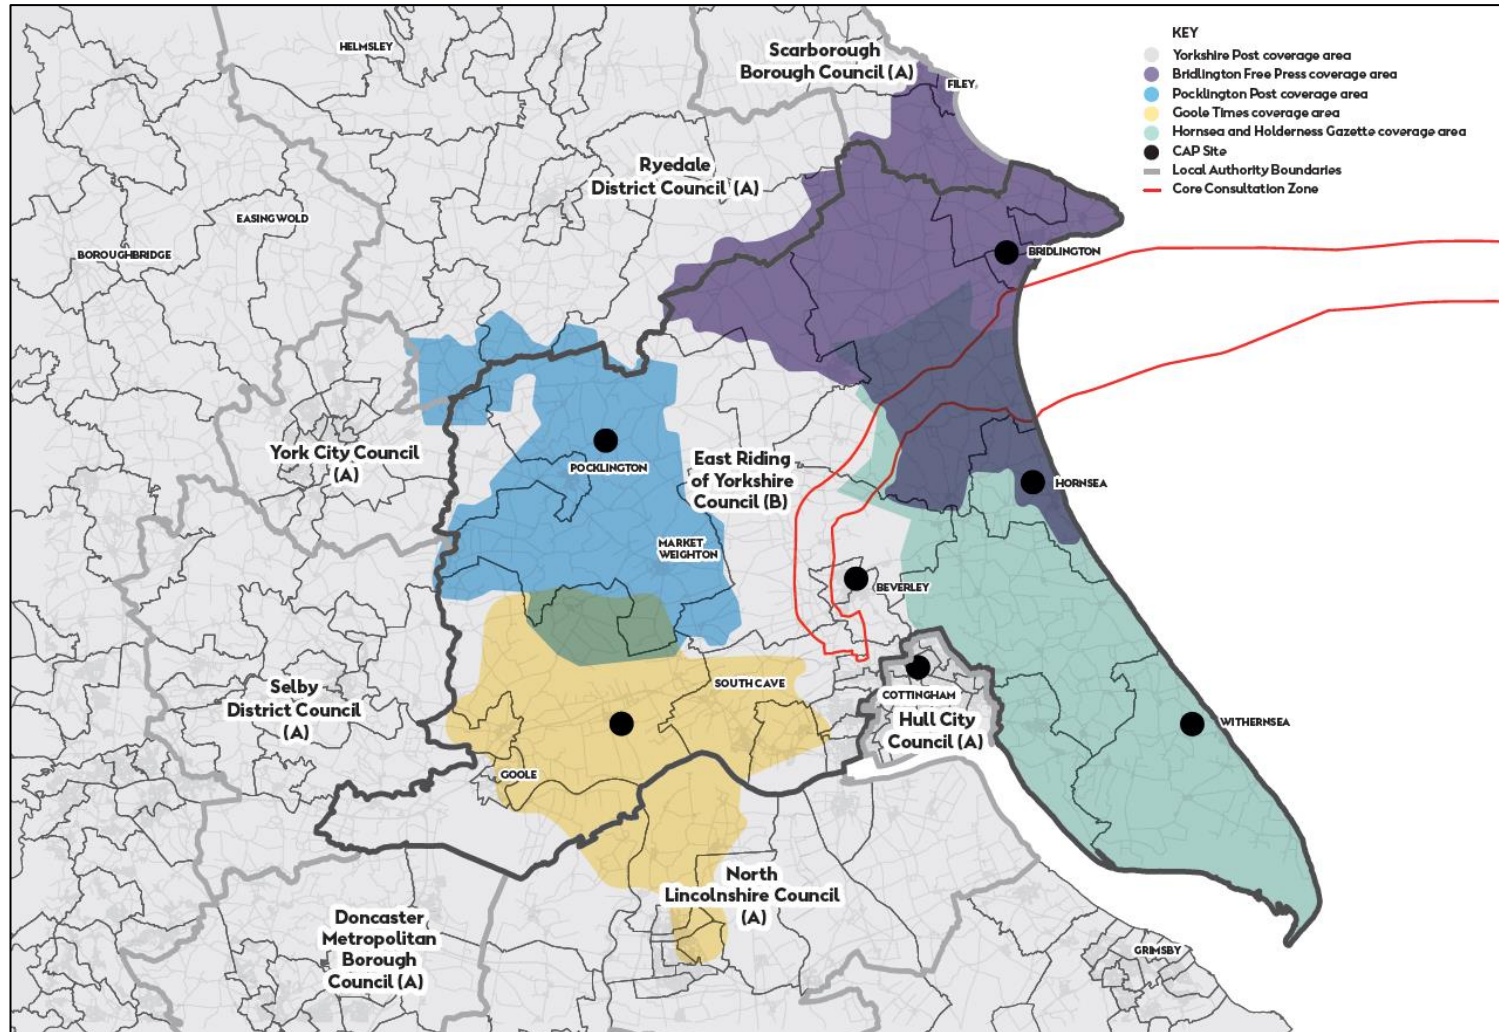 HELMSLEY
Scarborough
Borough Council (A)
FILEY
KEY
Yorkshire Post coverage area
Bridlington Free Press coverage area
Pocklington Post coverage area
Goole Times coverage area
Hornsea and Holderness Gazette coverage area
CAP Site
Local Authority Boundaries
Core Consultation Zone
Ryedale
District Council (A)
EASINGWOLD
BOROUGHBRIDGE
BRIDLINGTON
York City Council
(A)
POCKLINGTON
East Riding
of Yorkshire
Council (B)
HORNSEA
MARKET
WEIGHTON
BEVERLEY
Selby
District Council
(A)
SOUTH CAVE
COTTINGHAM
Hull City
Council (A)
WITHERNSEA
GOOLE
North
Lincolnshire Council
(A)
Doncaster
Metropolitan
Borough
Council (A)
GRIMSBY